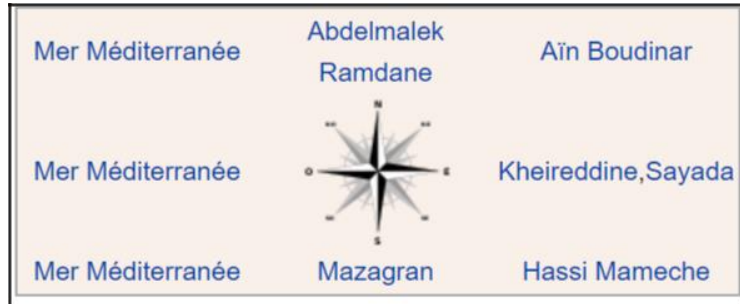 Mer Méditerranée
Abdelmalek
Ramdane
Aïn Boudinar
Mer Méditerranée
N
O
E
S
Kheireddine,Sayada
Mer Méditerranée
Mazagran
Hassi Mameche